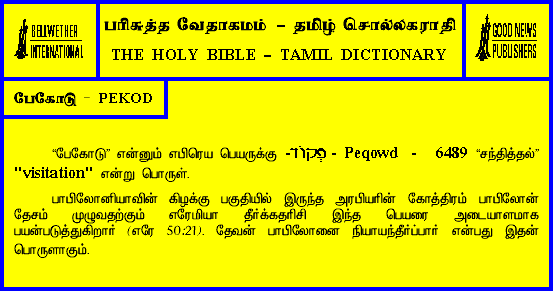 BELLWETHER
INTERNATIONAL
பரிசுத்த வேதாகமம் – தமிழ் சொல்லகராதி
THE HOLY BIBLE – TAMIL DICTIONARY
GOOD NEWS
PUBLISHERS
பேகோடு – PEKOD
“பேகோடு” என்னும் எபிரெய பெயருக்கு -פקוד - Peqowd - 6489 “சந்தித்தல்”
"visitation" என்று பொருள்.
பாபிலோனியாவின் கிழக்கு பகுதியில் இருந்த அரபியரின் கோத்திரம் பாபிலோன்
தேசம் முழுவதற்கும் எரேமியா தீர்க்கதரிசி இந்த பெயரை அடையாளமாக
பயன்படுத்துகிறார் (எரே 50:21). தேவன் பாபிலோனை நியாயந்தீர்ப்பார் என்பது இதன்
பொருளாகும்.